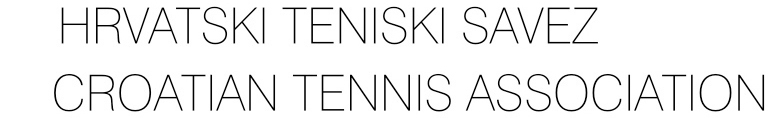 HRVATSKI TENISKI SAVEZ
CROATIAN TENNIS ASSOCIATION